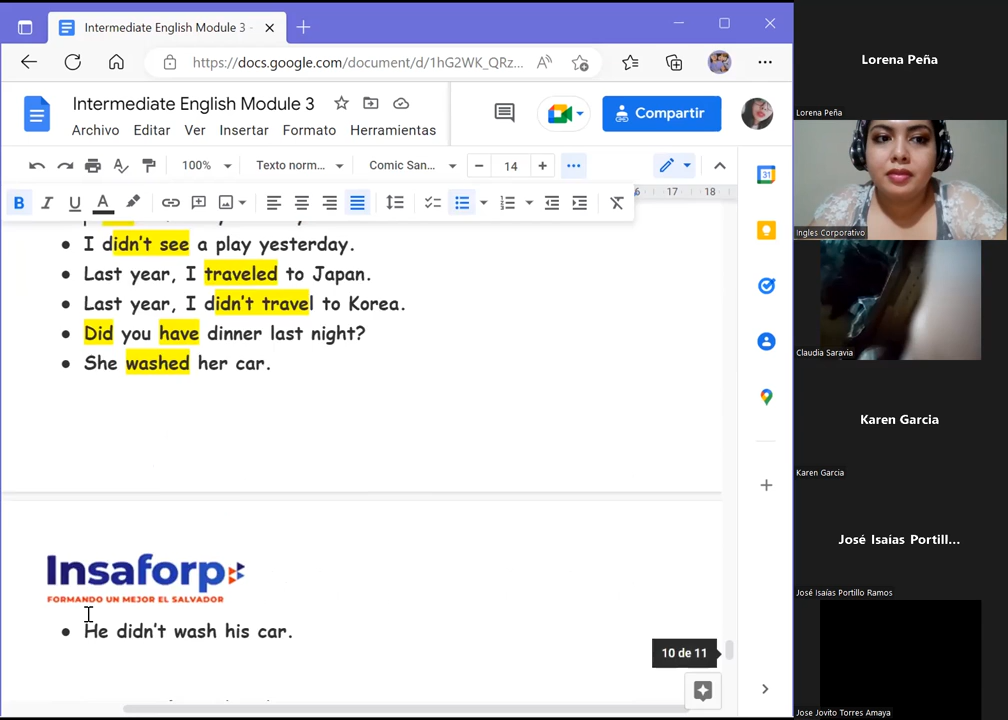 Intermediate English Module 3 -
https://docs.google.com/document/d/1hG2WK_QRz...
Intermediate English Module 3
Archivo Editar Ver Insertar Formato Herramientas
Compartir
100% Texto norm... Comic San... 14
16 17 18
I didn't see a play yesterday.
Last year, I traveled to Japan.
Last year, I didn't travel to Korea.
Did you have dinner last night?
She washed her car.
Insaforp
FORMANDO UN MEJOR EL SALVADOR
He didn't wash his car.
10 de 11
Lorena Peña
Lorena Peña
Ingles Corporativo
Claudia Saravia
Karen Garcia
Karen Garcia
José Isaías Portill...
José Isaías Portillo Ramos
Jose Jovito Torres Amaya